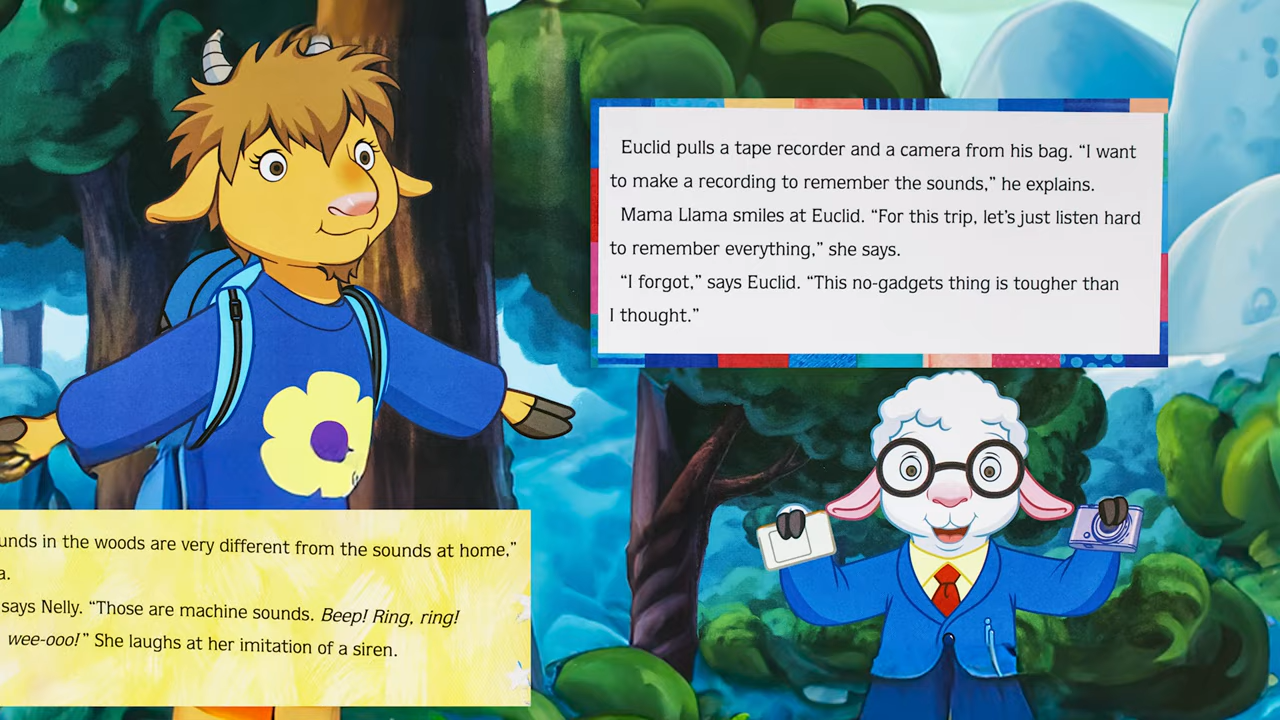 Euclid pulls a tape recorder and a camera from his bag. “I want
to make a recording to remember the sounds,” he explains.
Mama Llama smiles at Euclid. “For this trip, let’s just listen hard
to remember everything,” she says.
“I forgot,” says Euclid. “This no-gadgets thing is tougher than
I thought.”
in the woods are very different from the sounds at home,”
says Nelly. “Those are machine sounds. Beep! Ring, ring!
wee-ooo!” She laughs at her imitation of a siren.